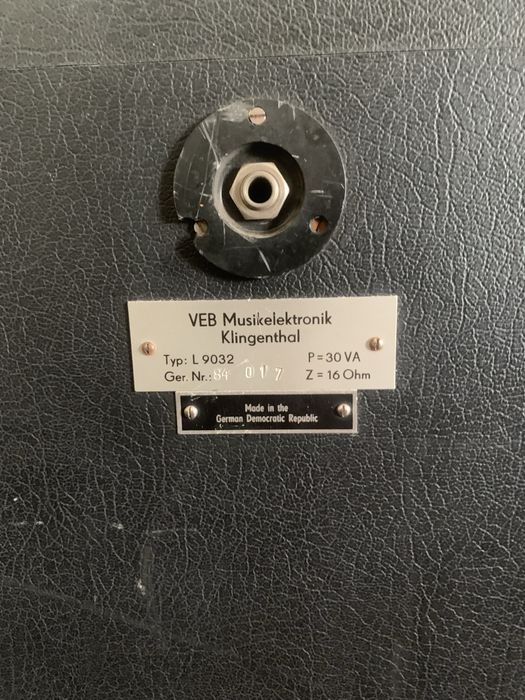 VEB Musikelektronik
Klingenthal
Typ: L 9032 P = 30 VA
Ger. Nr.: 84 017 Z = 16 Ohm
Made in the
German Democratic Republic